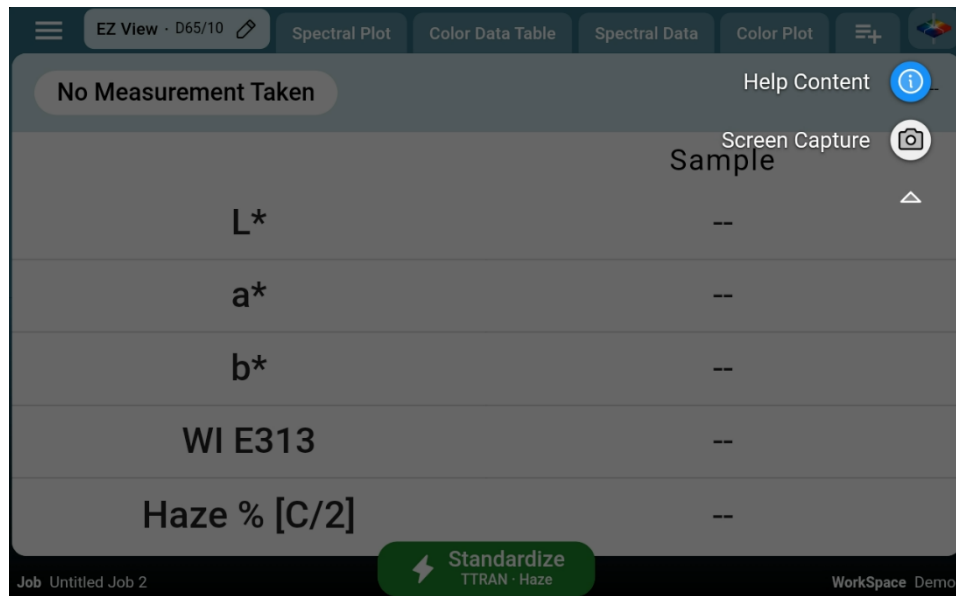 EZ View · D65/10 Spectral Plot Color Data Table Spectral Data Color Plot
No Measurement Taken Help Content
Screen Capture
Sample
L* --
a* --
b* --
WI E313 --
Haze % [C/2] --
Standardize
TTRAN · Haze
Job Untitled Job 2 WorkSpace Demo